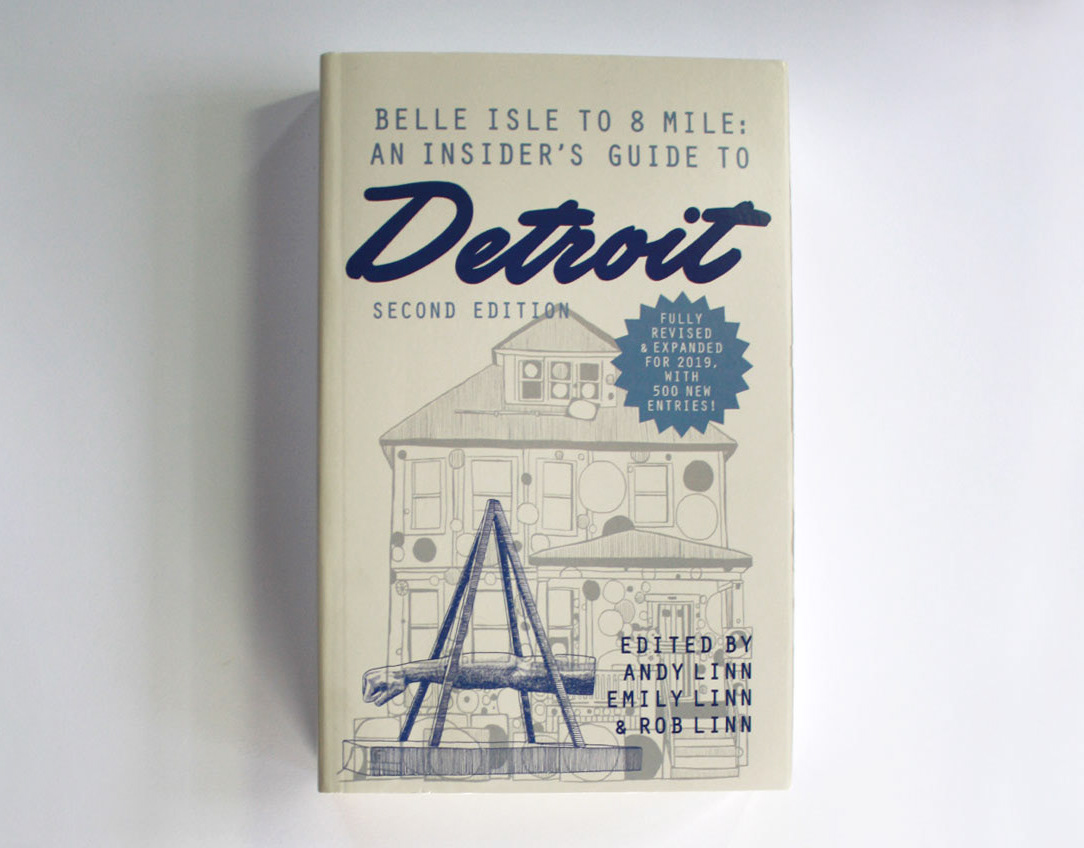 BELLE ISLE TO 8 MILE:
AN INSIDER'S GUIDE TO
Detroit
SECOND EDITION
FULLY
REVISED
& EXPANDED
FOR 2019,
WITH
500 NEW
ENTRIES!
EDITED BY
ANDY LINN
EMILY LINN
& ROB LINN